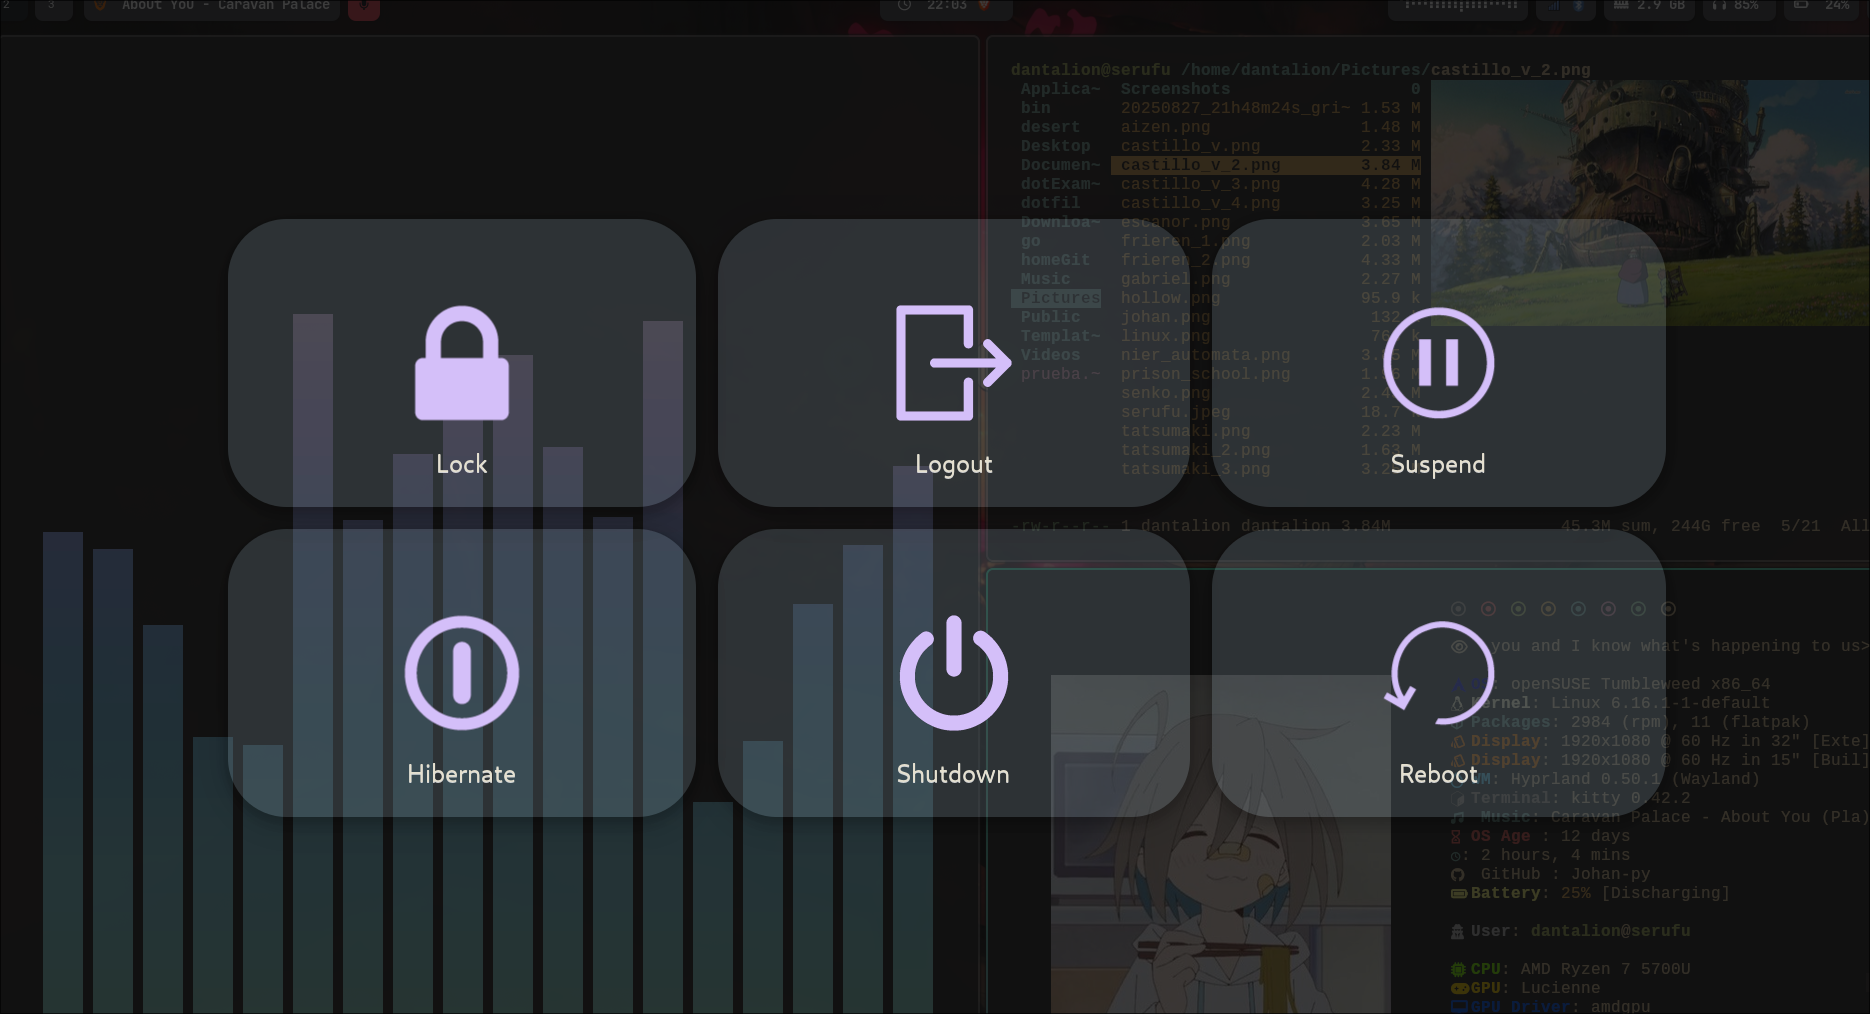 2
3
About You - Caravan Palace
22:03
2.9 GB
85%
24%
dantalion@serufu /home/dantalion/Pictures/castillo_v_2.png
Applica~ Screenshots 0
bin 20250827_21h48m24s_gri~ 1.53 M
desert aizen.png 1.48 M
Desktop castillo_v.png 2.33 M
Documen~ castillo_v_2.png 3.84 M
dotExam~ castillo_v_3.png 4.28 M
dotfil castillo_v_4.png 3.25 M
Downloa~ escanor.png 3.65 M
go frieren_1.png 2.03 M
homeGit frieren_2.png 4.33 M
Music gabriel.png 2.27 M
Pictures hollow.png 95.9 k
Public johan.png 132
Templat~ linux.png k
Videos nier_automata.png M
prueba.~ prison_school.png M
senko.png M
serufu.jpeg 18.7
tatsumaki.png 2.23 M
tatsumaki_2.png 1.63 M
tatsumaki_3.png M
-rw-r--r-- 1 dantalion dantalion 3.84M 45.3M sum, 244G free 5/21 All
Lock
Logout
Suspend
Hibernate
Shutdown
Reboot
you and I know what's happening to us>
: openSUSE Tumbleweed x86_64
Kernel: Linux 6.16.1-1-default
Packages: 2984 (rpm), 11 (flatpak)
Display: 1920x1080 @ 60 Hz in 32" [Exte]
Display: 1920x1080 @ 60 Hz in 15" [Buil]
WM: Hyprland 0.50.1 (Wayland)
Terminal: kitty 0.42.2
Music: Caravan Palace - About You (Pla)
OS Age : 12 days
: 2 hours, 4 mins
GitHub : Johan-py
Battery: 25% [Discharging]
User: dantalion@serufu
CPU: AMD Ryzen 7 5700U
GPU: Lucienne
GPU Driver: amdgpu